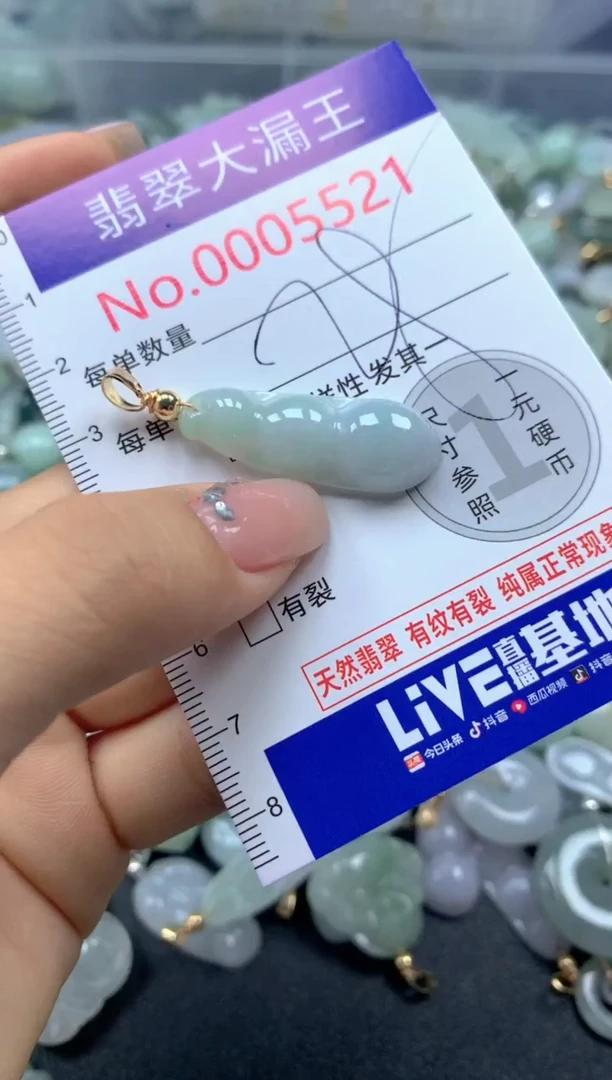 翡翠大漏王
No.0005521
每单数量
样性发其一
每单
一元硬币
1
尺寸参照
有裂
天然翡翠 有纹有裂 纯属正常现象
LiVE直播基地
今日头条 抖音 西瓜视频 抖音
0
1
2
3
6
7
8